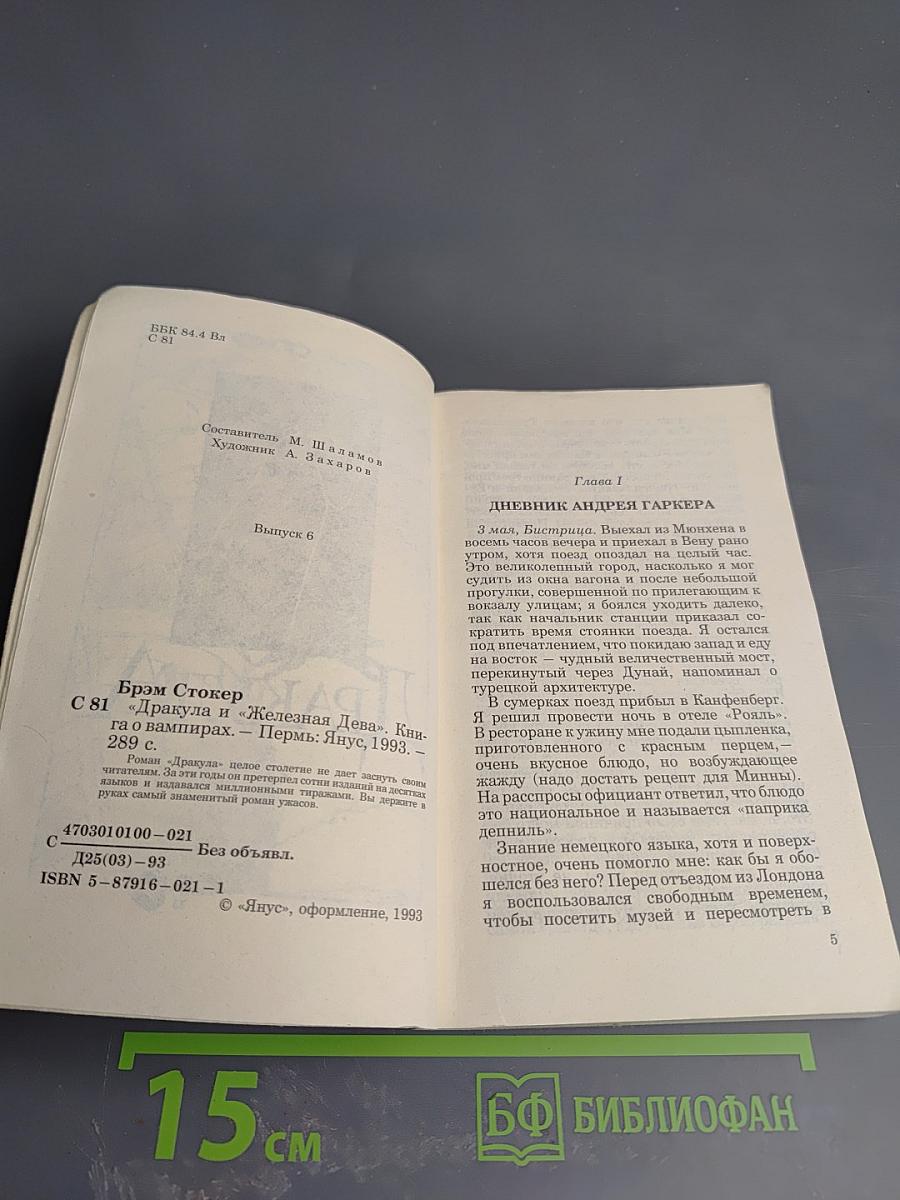 ББК 84.4 Вл
С 81
Составитель М. Шаламов
Художник А. Захаров
Выпуск 6
Брэм Стокер
С 81 «Дракула и «Железная Дева». Кни-
га о вампирах. — Пермь: Янус, 1993. —
289 с.
Роман «Дракула» целое столетие не дает заснуть своим
читателям. За эти годы он претерпел сотни изданий на десятках
языков и издавался миллионными тиражами. Вы держите в
руках самый знаменитый роман ужасов.
С 4703010100—021
Д25(03)—93 Без объявл.
ISBN 5—87916—021—1
© «Янус», оформление, 1993
Глава I
ДНЕВНИК АНДРЕЯ ГАРКЕРА
3 мая, Бистрица. Выехал из Мюнхена в
восемь часов вечера и приехал в Вену рано
утром, хотя поезд опоздал на целый час.
Это великолепный город, насколько я мог
судить из окна вагона и после небольшой
прогулки, совершенной по прилегающим к
вокзалу улицам; я боялся уходить далеко,
так как начальник станции приказал со-
кратить время стоянки поезда. Я остался
под впечатлением, что покидаю запад и еду
на восток — чудный величественный мост,
перекинутый через Дунай, напоминал о
турецкой архитектуре.
В сумерках поезд прибыл в Канфенберг.
Я решил провести ночь в отеле «Рояль».
В ресторане к ужину мне подали цыпленка,
приготовленного с красным перцем,—
очень вкусное блюдо, но возбуждающее
жажду (надо достать рецепт для Минны).
На расспросы официант ответил, что блюдо
это национальное и называется «паприка
депниль».
Знание немецкого языка, хотя и поверх-
ностное, очень помогло мне: как бы я обо-
шелся без него? Перед отъездом из Лондона
я воспользовался свободным временем,
чтобы посетить музей и пересмотреть в
5
15 см
БФ БИБЛИОФАН